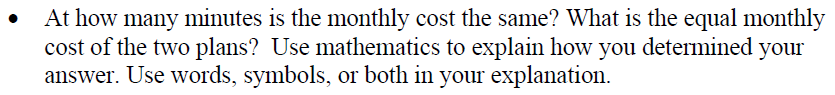 • At how many minutes is the monthly cost the same? What is the equal monthly
cost of the two plans?  Use mathematics to explain how you determined your
answer. Use words, symbols, or both in your explanation.